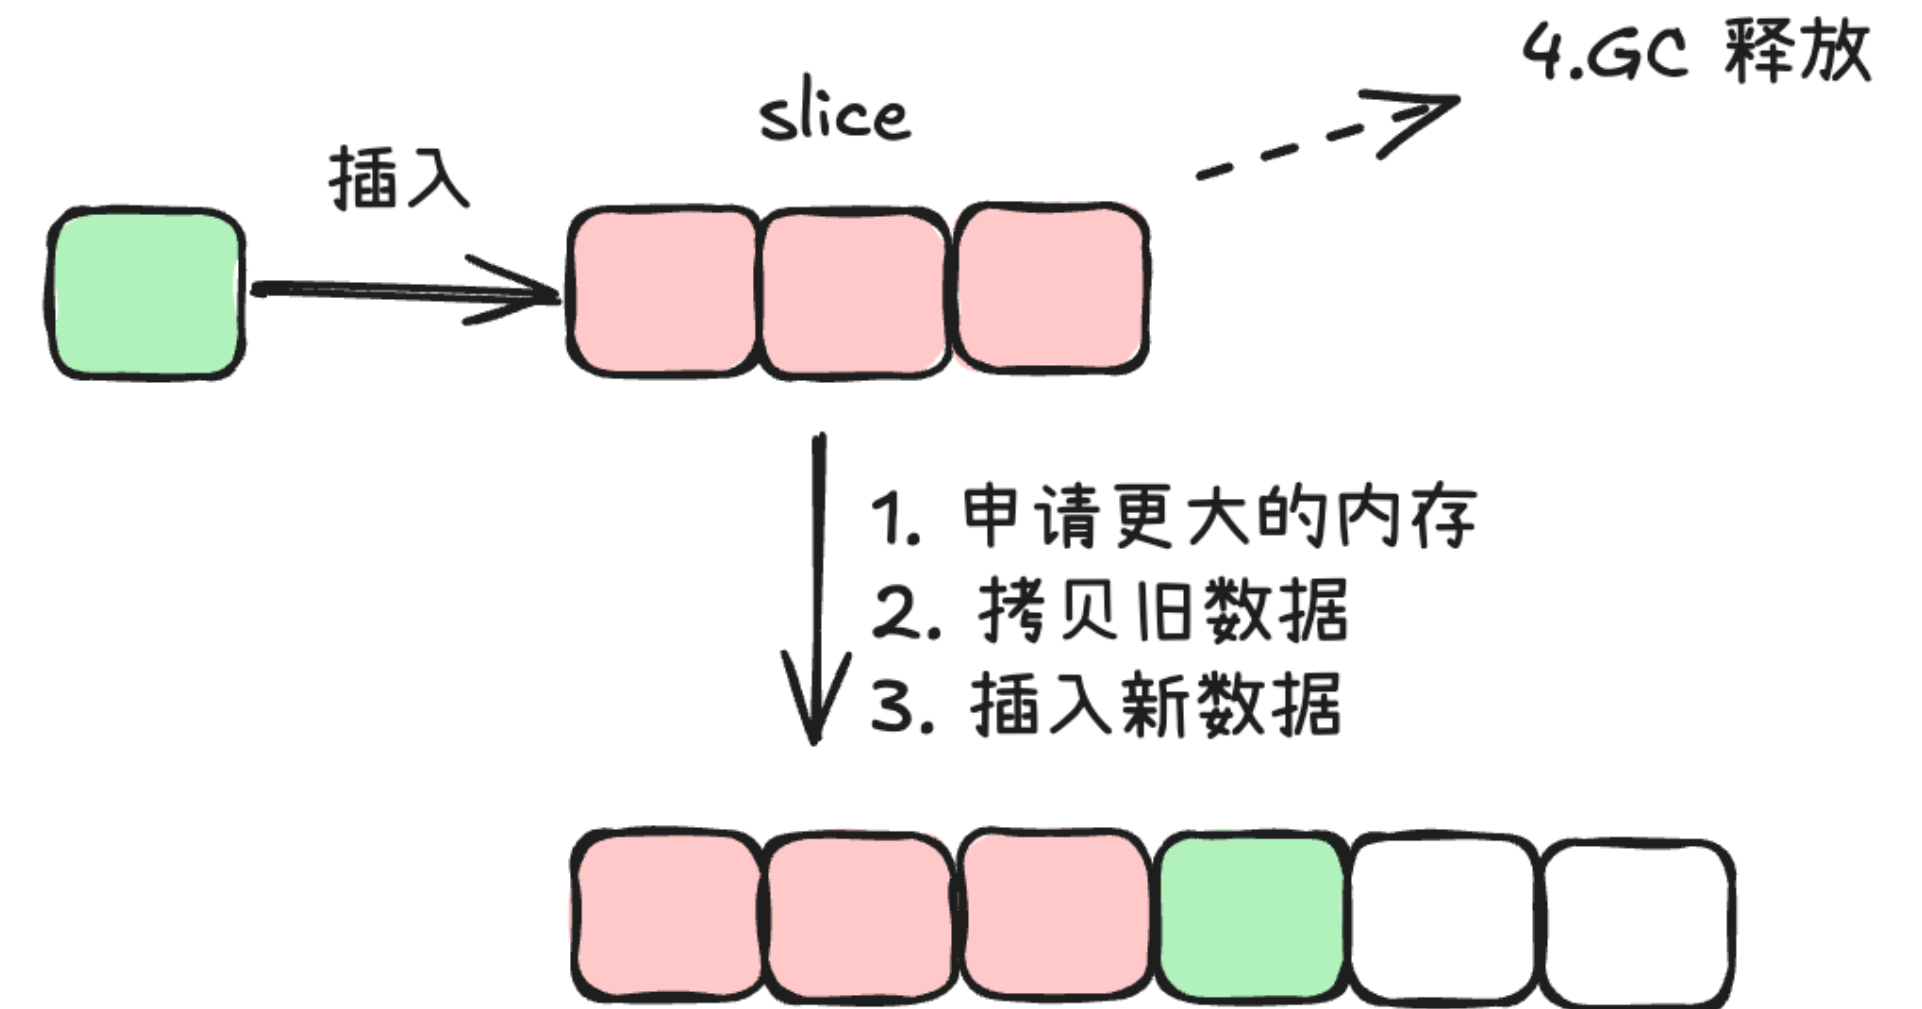 4.GC 释放
slice
插入
1. 申请更大的内存
2. 拷贝旧数据
3. 插入新数据